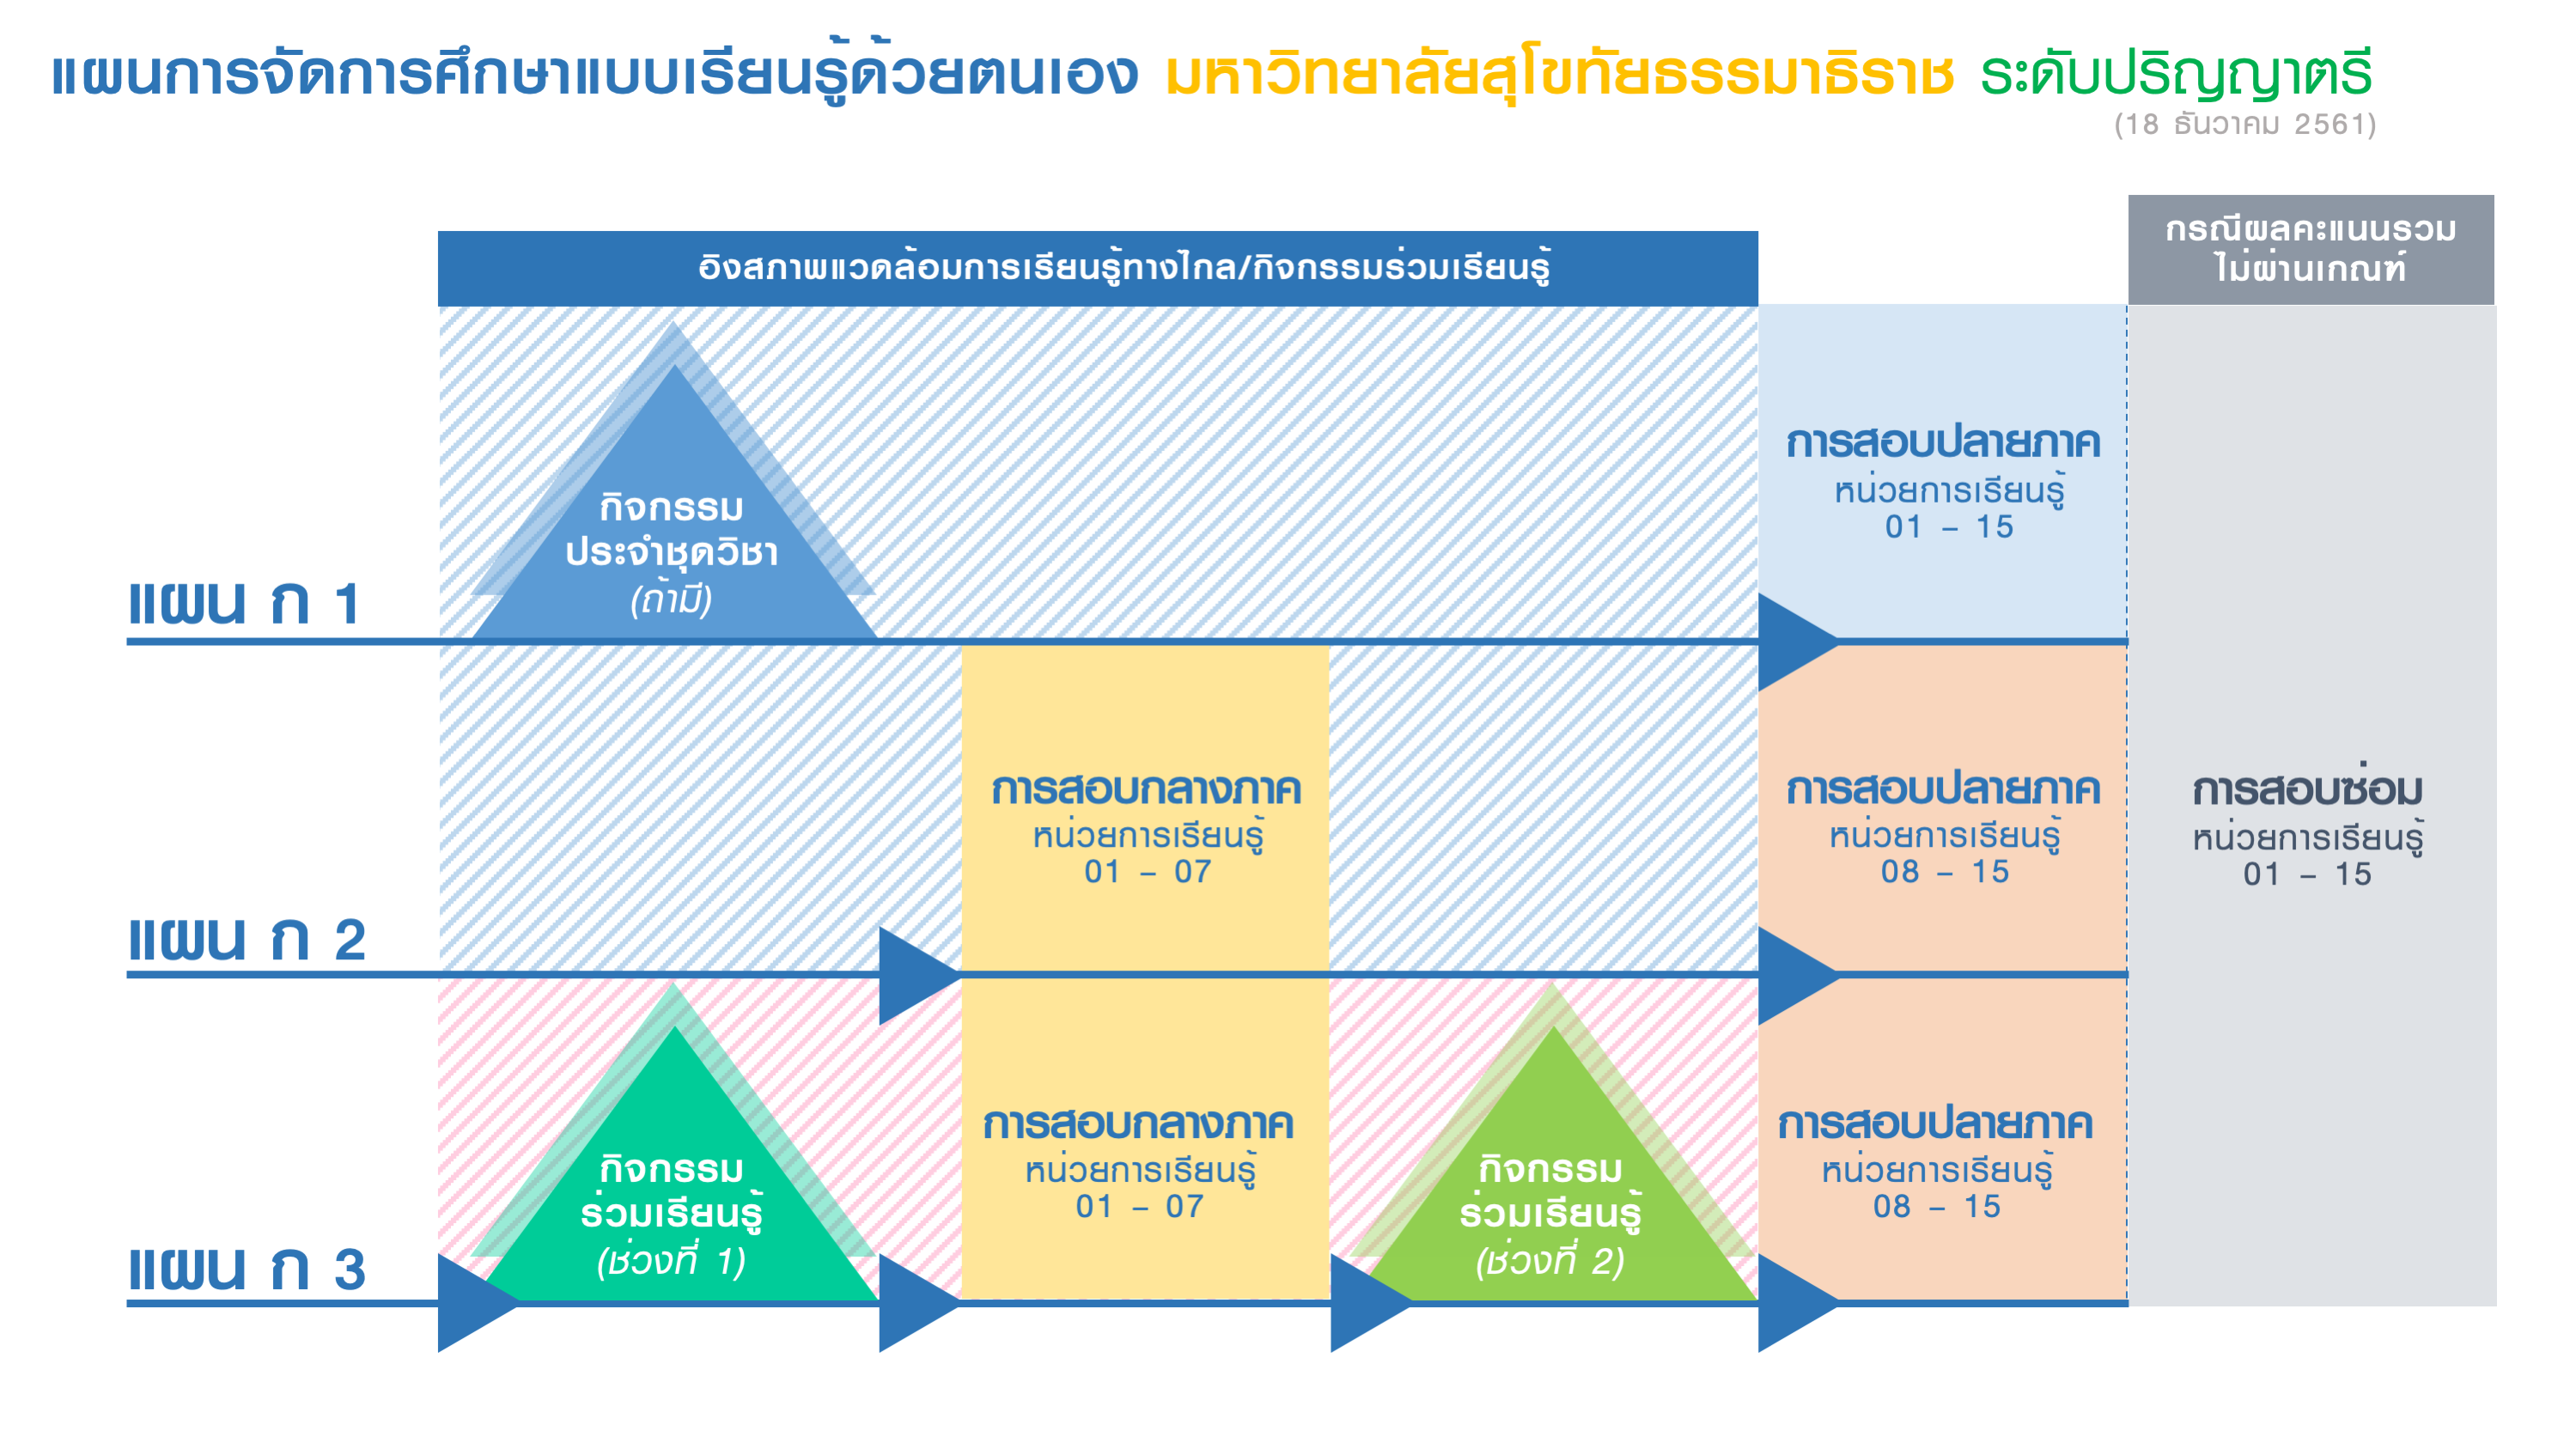 แผนการจัดการศึกษาแบบเรียนรู้ด้วยตนเอง มหาวิทยาลัยสุโขทัยธรรมาธิราช ระดับปริญญาตรี
(18 ธันวาคม 2561)
กรณีผลคะแนนรวม
ไม่ผ่านเกณฑ์
อิงสภาพแวดล้อมการเรียนรู้ทางไกล/กิจกรรมร่วมเรียนรู้
แผน ก 1
กิจกรรม
ประจำชุดวิชา
(ถ้ามี)
การสอบปลายภาค
หน่วยการเรียนรู้
01 – 15
แผน ก 2
การสอบกลางภาค
หน่วยการเรียนรู้
01 – 07
การสอบปลายภาค
หน่วยการเรียนรู้
08 – 15
การสอบซ่อม
หน่วยการเรียนรู้
01 – 15
แผน ก 3
กิจกรรม
ร่วมเรียนรู้
(ช่วงที่ 1)
การสอบกลางภาค
หน่วยการเรียนรู้
01 – 07
กิจกรรม
ร่วมเรียนรู้
(ช่วงที่ 2)
การสอบปลายภาค
หน่วยการเรียนรู้
08 – 15